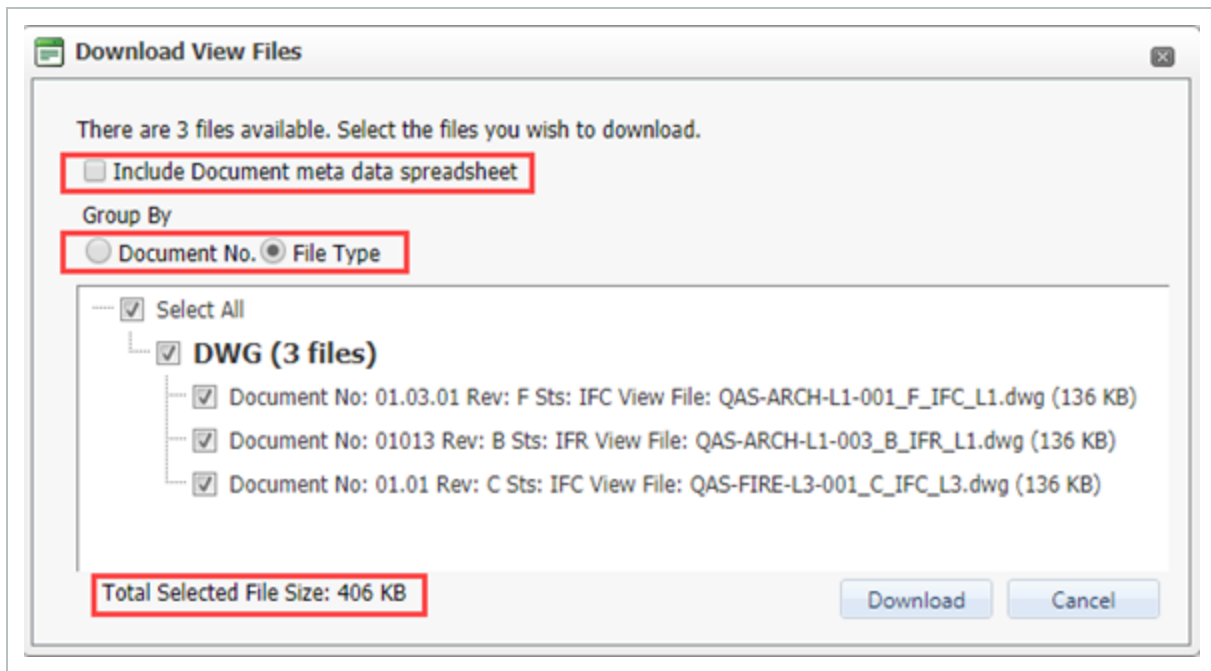 Download View Files
There are 3 files available. Select the files you wish to download.
Include Document meta data spreadsheet
Group By
Document No. File Type
Select All
DWG (3 files)
Document No: 01.03.01 Rev: F Sts: IFC View File: QAS-ARCH-L1-001_F_IFC_L1.dwg (136 KB)
Document No: 01013 Rev: B Sts: IFR View File: QAS-ARCH-L1-003_B_IFR_L1.dwg (136 KB)
Document No: 01.01 Rev: C Sts: IFC View File: QAS-FIRE-L3-001_C_IFC_L3.dwg (136 KB)
Total Selected File Size: 406 KB
Download Cancel